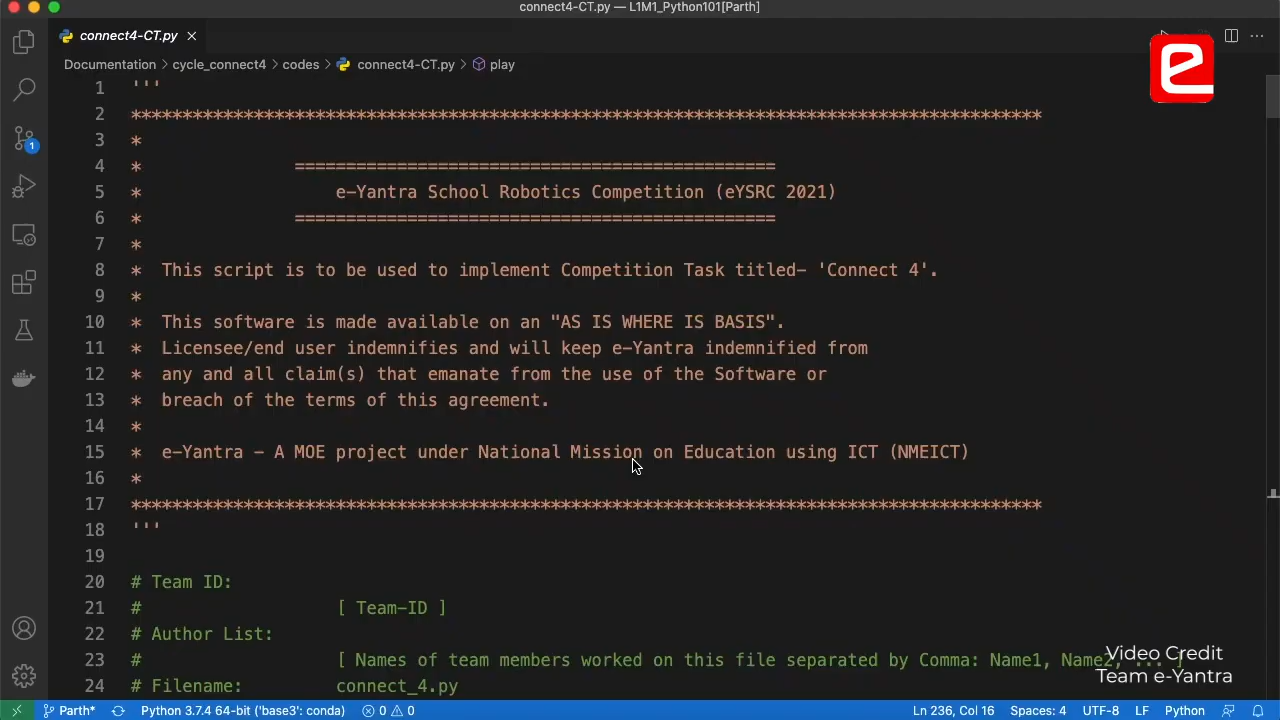 connect4-CT.py — L1M1_Python101[Parth]
connect4-CT.py
Documentation > cycle_connect4 > codes > connect4-CT.py > play
1 '''
2 *****************************************************************************************
3 *
4 * ===============================================
5 * e-Yantra School Robotics Competition (eYSRC 2021)
6 * ===============================================
7 *
8 * This script is to be used to implement Competition Task titled- 'Connect 4'.
9 *
10 * This software is made available on an "AS IS WHERE IS BASIS".
11 * Licensee/end user indemnifies and will keep e-Yantra indemnified from
12 * any and all claim(s) that emanate from the use of the Software or
13 * breach of the terms of this agreement.
14 *
15 * e-Yantra - A MOE project under National Mission on Education using ICT (NMEICT)
16 *
17 *****************************************************************************************
18 '''
19
20 # Team ID:
21 # [ Team-ID ]
22 # Author List:
23 # [ Names of team members worked on this file separated by Comma: Name1, Name2, ... ]
24 # Filename: connect_4.py
Video Credit
Team e-Yantra
1
Parth* Python 3.7.4 64-bit ('base3': conda) 0 0 Ln 236, Col 16 Spaces: 4 UTF-8 LF Python